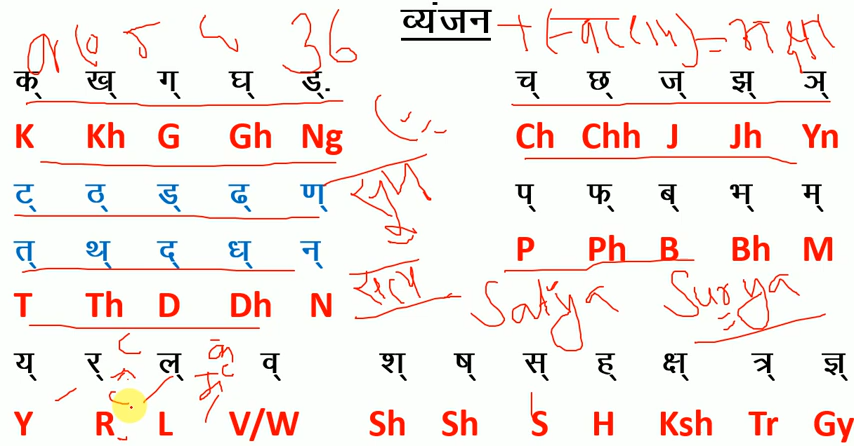 व्यंजन
36
क् ख् ग् घ् ङ्. च् छ् ज् झ् ञ्
K Kh G Gh Ng Ch Chh J Jh Yn
ट् ठ् ड् ढ् ण् प् फ् ब् भ् म्
त् थ् द् ध् न् P Ph B Bh M
T Th D Dh N Satya Surya
य् र् ल् व् श् ष् स् ह् क्ष् त्र् ज्ञ्
Y R L V/W Sh Sh S H Ksh Tr Gy